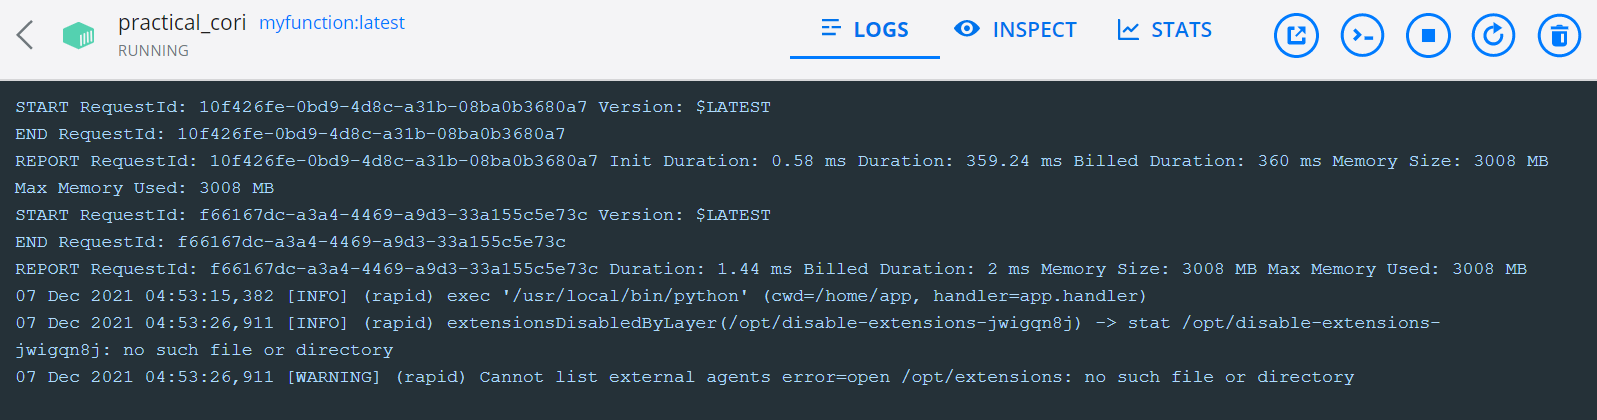 practical_cori myfunction:latest
RUNNING
LOGS INSPECT STATS
START RequestId: 10f426fe-0bd9-4d8c-a31b-08ba0b3680a7 Version: $LATEST
END RequestId: 10f426fe-0bd9-4d8c-a31b-08ba0b3680a7
REPORT RequestId: 10f426fe-0bd9-4d8c-a31b-08ba0b3680a7 Init Duration: 0.58 ms Duration: 359.24 ms Billed Duration: 360 ms Memory Size: 3008 MB
Max Memory Used: 3008 MB
START RequestId: f66167dc-a3a4-4469-a9d3-33a155c5e73c Version: $LATEST
END RequestId: f66167dc-a3a4-4469-a9d3-33a155c5e73c
REPORT RequestId: f66167dc-a3a4-4469-a9d3-33a155c5e73c Duration: 1.44 ms Billed Duration: 2 ms Memory Size: 3008 MB Max Memory Used: 3008 MB
07 Dec 2021 04:53:15,382 [INFO] (rapid) exec '/usr/local/bin/python' (cwd=/home/app, handler=app.handler)
07 Dec 2021 04:53:26,911 [INFO] (rapid) extensionsDisabledByLayer(/opt/disable-extensions-jwigqn8j) -> stat /opt/disable-extensions-
jwigqn8j: no such file or directory
07 Dec 2021 04:53:26,911 [WARNING] (rapid) Cannot list external agents error=open /opt/extensions: no such file or directory